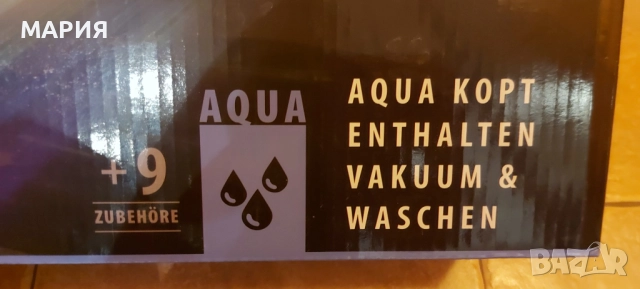 МАРИЯ
+9
ZUBEHÖRE
AQUA
AQUA KOPT
ENTHALTEN
VAKUUM &
WASCHEN
BAZAR